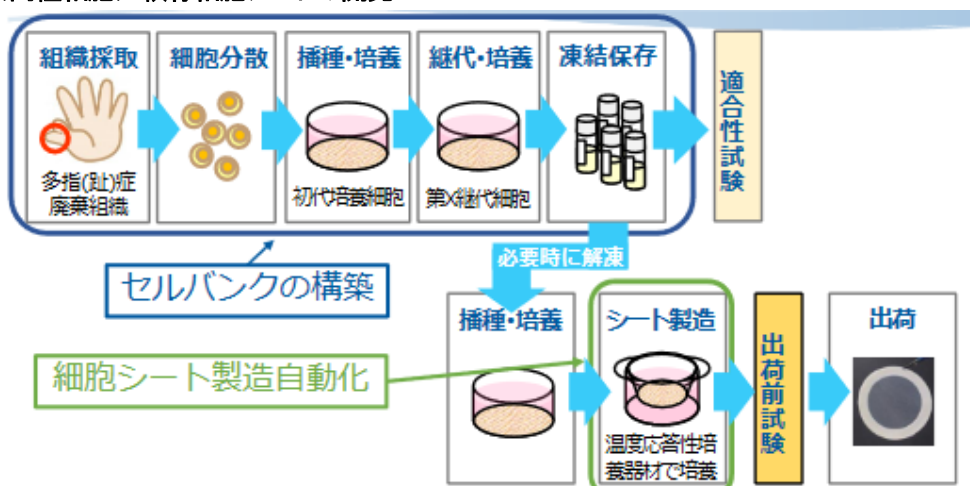 組織採取
細胞分散
播種・培養
継代・培養
凍結保存
適合性試験
多指(趾)症
廃棄組織
初代培養細胞
第X継代細胞
必要時に解凍
セルバンクの構築
播種・培養
シート製造
出荷前試験
出荷
細胞シート製造自動化
温度応答性培
養器材で培養